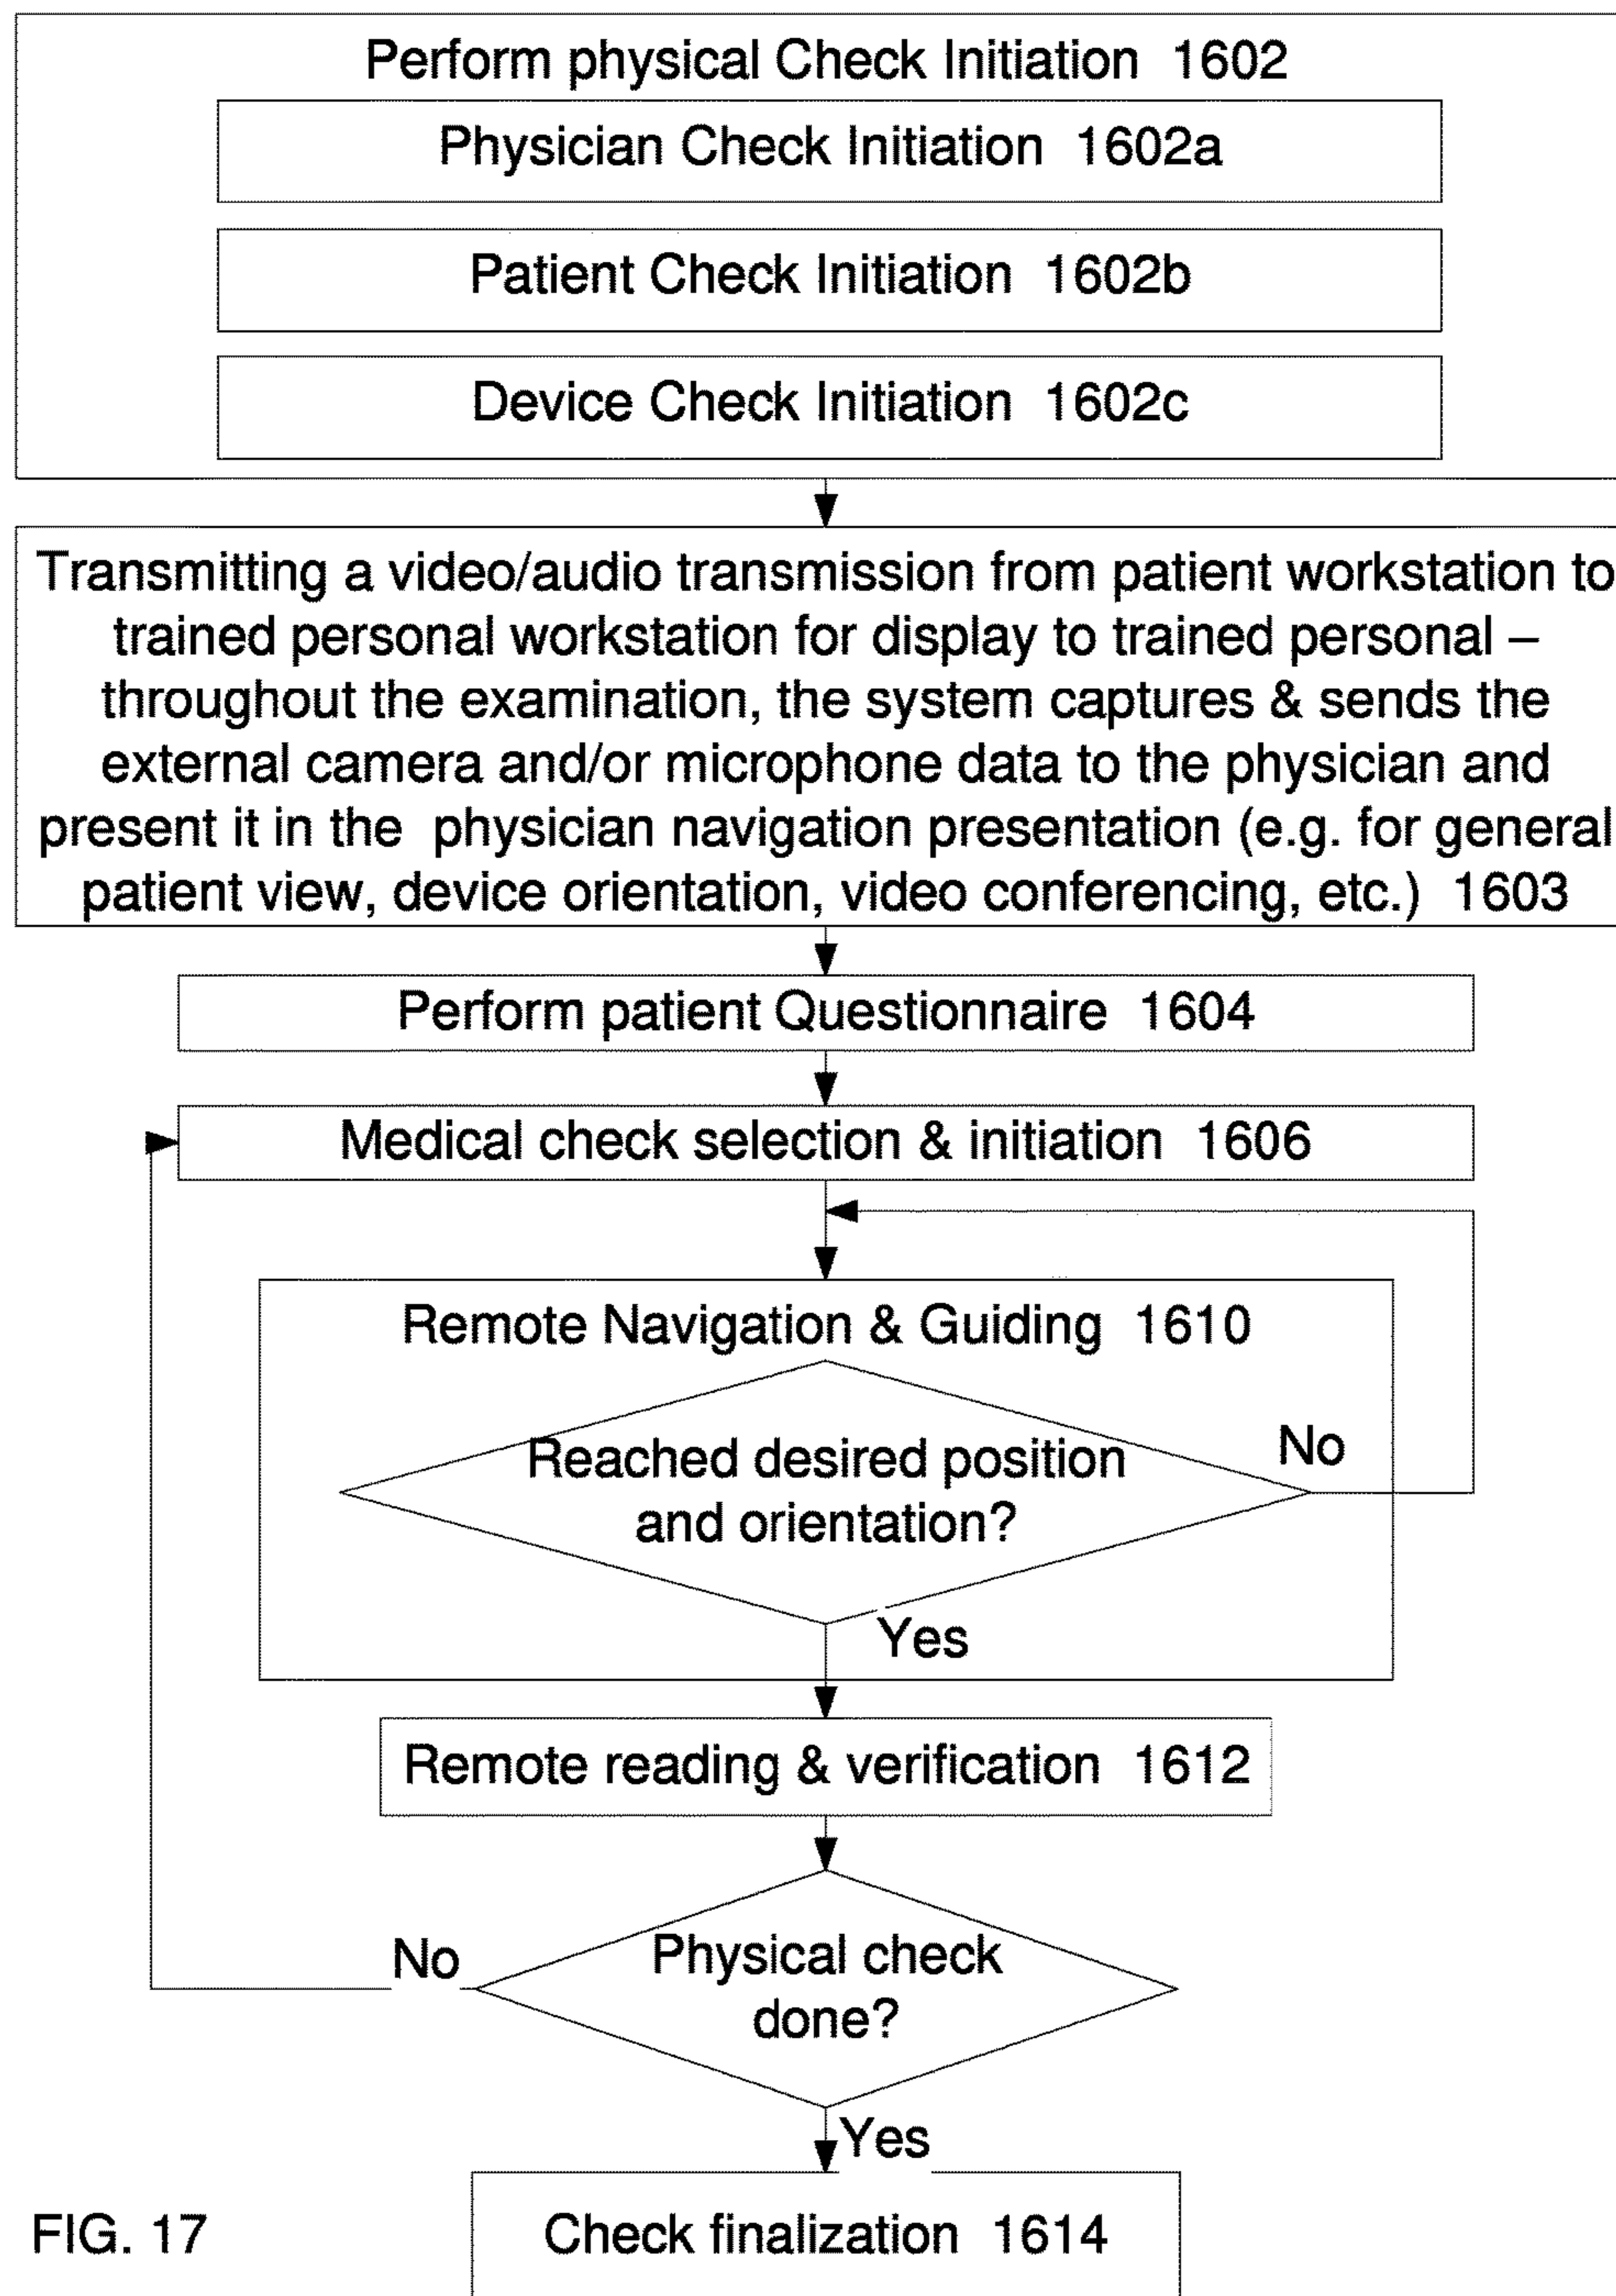 Perform physical Check Initiation 1602
Physician Check Initiation 1602a
Patient Check Initiation 1602b
Device Check Initiation 1602c
Transmitting a video/audio transmission from patient workstation to
trained personal workstation for display to trained personal –
throughout the examination, the system captures & sends the
external camera and/or microphone data to the physician and
present it in the physician navigation presentation (e.g. for general
patient view, device orientation, video conferencing, etc.) 1603
Perform patient Questionnaire 1604
Medical check selection & initiation 1606
Remote Navigation & Guiding 1610
Reached desired position
and orientation?
No
Yes
Remote reading & verification 1612
Physical check
done?
No
Yes
Check finalization 1614
FIG. 17